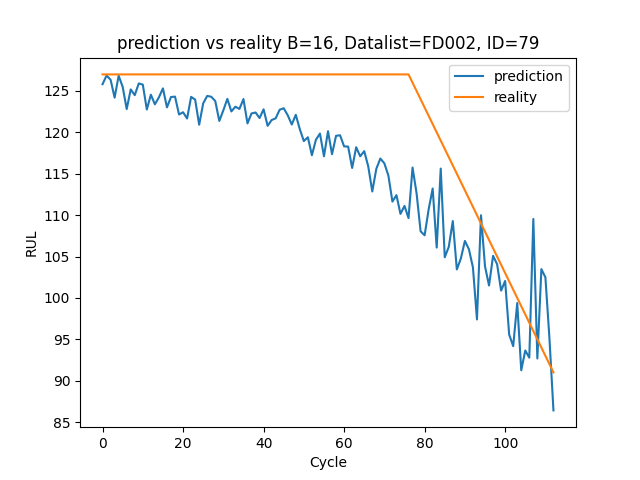 prediction vs reality B=16, Datalist=FD002, ID=79
prediction
reality
RUL
125
120
115
110
105
100
95
90
85
0 20 40 60 80 100
Cycle